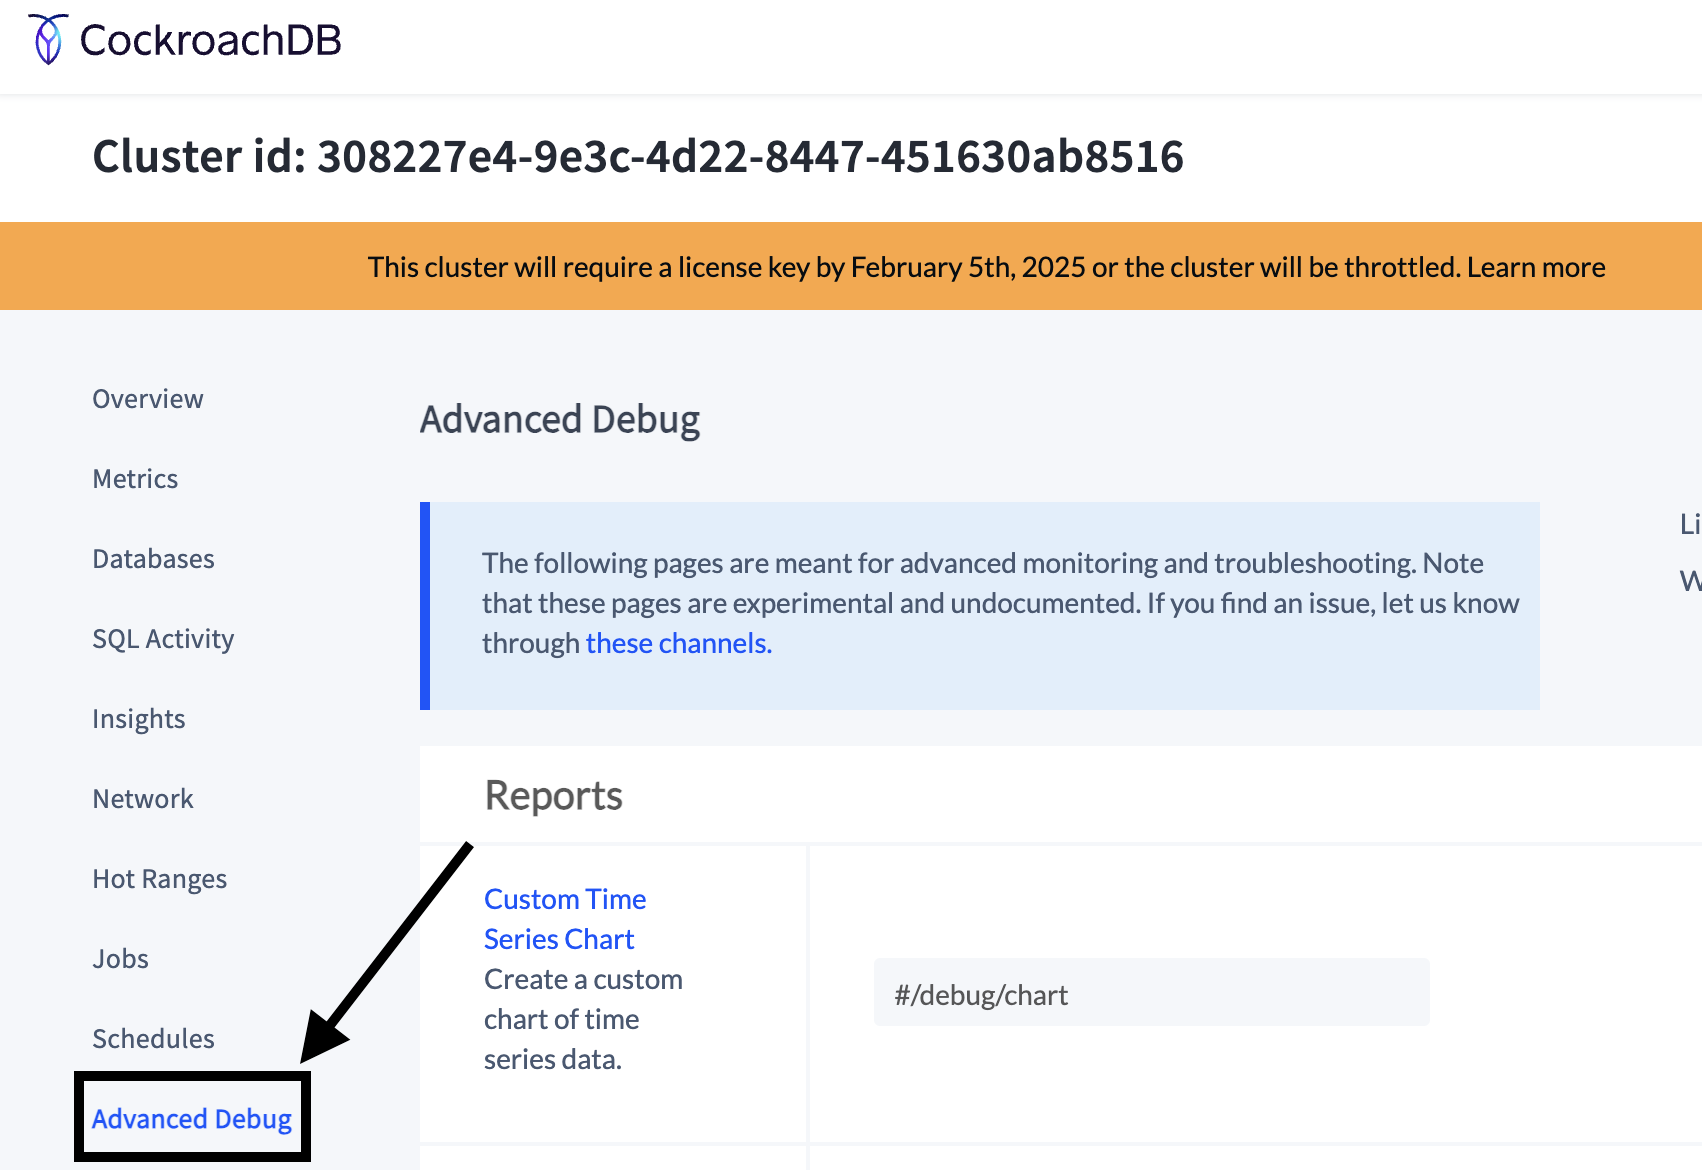 CockroachDB
Cluster id: 308227e4-9e3c-4d22-8447-451630ab8516
This cluster will require a license key by February 5th, 2025 or the cluster will be throttled. Learn more
Overview
Metrics
Databases
SQL Activity
Insights
Network
Hot Ranges
Jobs
Schedules
Advanced Debug
Advanced Debug
The following pages are meant for advanced monitoring and troubleshooting. Note
that these pages are experimental and undocumented. If you find an issue, let us know
through these channels.
Reports
Custom Time
Series Chart
Create a custom
chart of time
series data.
#/debug/chart